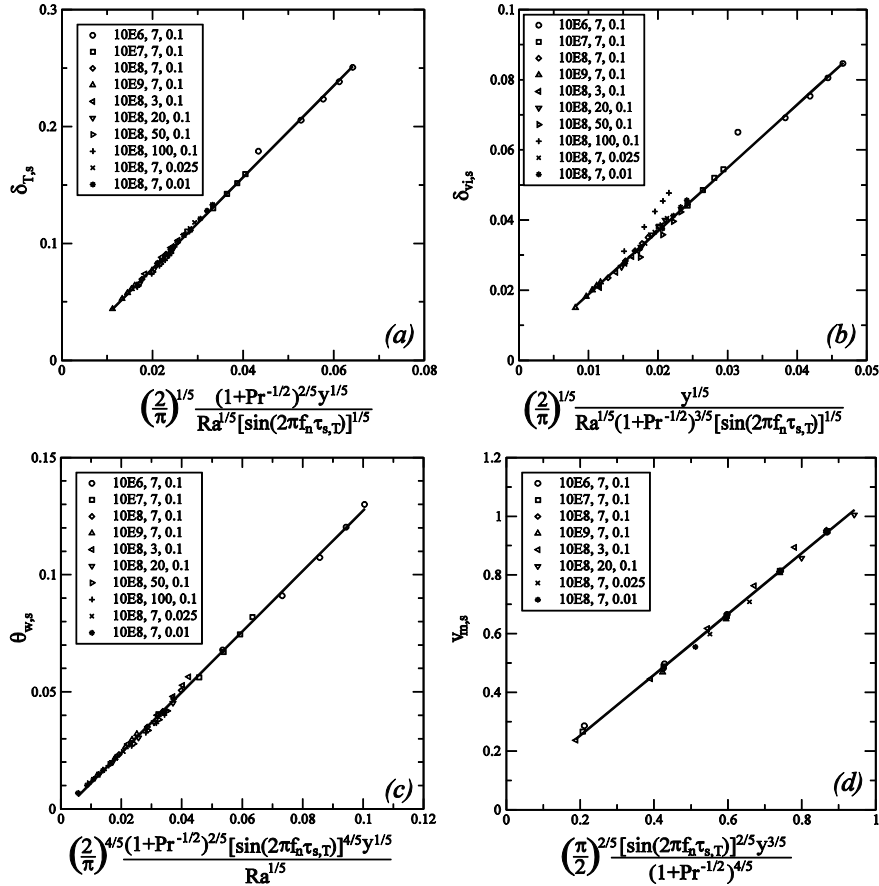 0.3
0.2
0.1
0
0
0.02
0.04
0.06
0.08
δT,s
10E6, 7, 0.1
10E7, 7, 0.1
10E8, 7, 0.1
10E9, 7, 0.1
10E8, 3, 0.1
10E8, 20, 0.1
10E8, 50, 0.1
10E8, 100, 0.1
10E8, 7, 0.025
10E8, 7, 0.01
(a)
(2/π)^1/5 (1+Pr^-1/2)^2/5 y^1/5 / Ra^1/5 [sin(2πfnτs,T)]^1/5
0.1
0.08
0.06
0.04
0.02
0
0
0.01
0.02
0.03
0.04
0.05
δvi,s
10E6, 7, 0.1
10E7, 7, 0.1
10E8, 7, 0.1
10E9, 7, 0.1
10E8, 3, 0.1
10E8, 20, 0.1
10E8, 50, 0.1
10E8, 100, 0.1
10E8, 7, 0.025
10E8, 7, 0.01
(b)
(2/π)^1/5 y^1/5 / Ra^1/5 (1+Pr^-1/2)^3/5 [sin(2πfnτs,T)]^1/5
0.15
0.1
0.05
0
0
0.02
0.04
0.06
0.08
0.1
0.12
θw,s
10E6, 7, 0.1
10E7, 7, 0.1
10E8, 7, 0.1
10E9, 7, 0.1
10E8, 3, 0.1
10E8, 20, 0.1
10E8, 50, 0.1
10E8, 100, 0.1
10E8, 7, 0.025
10E8, 7, 0.01
(c)
(2/π)^4/5 (1+Pr^-1/2)^2/5 [sin(2πfnτs,T)]^4/5 y^1/5 / Ra^1/5
1.2
1
0.8
0.6
0.4
0.2
0
0
0.2
0.4
0.6
0.8
1
vm,s
10E6, 7, 0.1
10E7, 7, 0.1
10E8, 7, 0.1
10E9, 7, 0.1
10E8, 3, 0.1
10E8, 20, 0.1
10E8, 7, 0.025
10E8, 7, 0.01
(d)
(π/2)^2/5 [sin(2πfnτs,T)]^2/5 y^3/5 / (1+Pr^-1/2)^4/5